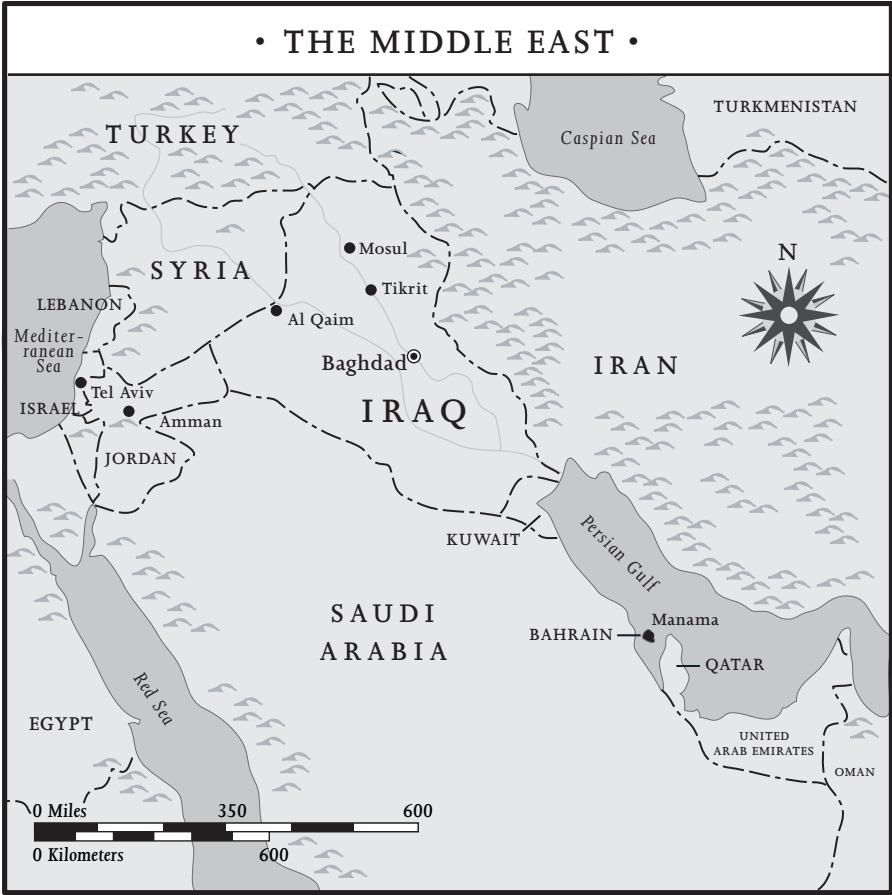 • THE MIDDLE EAST •
TURKMENISTAN
TURKEY
Caspian Sea
N
Mosul
SYRIA
Tikrit
LEBANON
Al Qaim
Mediter-
ranean
Sea
Baghdad
IRAN
Tel Aviv
ISRAEL
IRAQ
Amman
JORDAN
KUWAIT
Persian Gulf
SAUDI
ARABIA
Manama
BAHRAIN
QATAR
Red Sea
EGYPT
UNITED
ARAB EMIRATES
OMAN
0 Miles 350 600
0 Kilometers 600